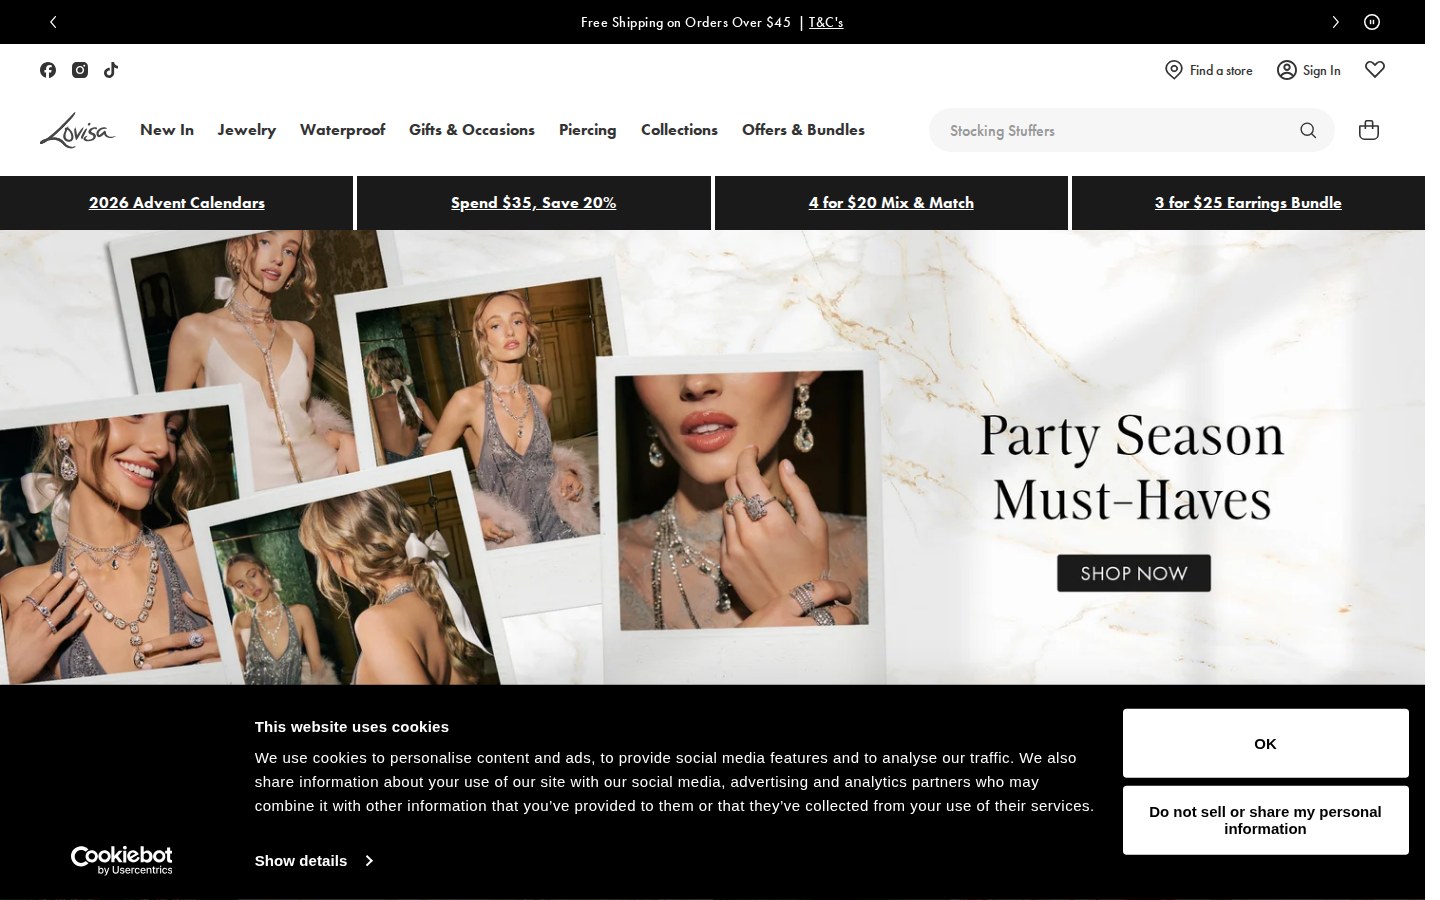 Free Shipping on Orders Over $45 | T&C's
Find a store
Sign In
Lovisa
New In
Jewelry
Waterproof
Gifts & Occasions
Piercing
Collections
Offers & Bundles
Stocking Stuffers
2026 Advent Calendars
Spend $35, Save 20%
4 for $20 Mix & Match
3 for $25 Earrings Bundle
Party Season
Must-Haves
SHOP NOW
This website uses cookies
We use cookies to personalise content and ads, to provide social media features and to analyse our traffic. We also
share information about your use of our site with our social media, advertising and analytics partners who may
combine it with other information that you’ve provided to them or that they’ve collected from your use of their services.
Show details
OK
Do not sell or share my personal
information
Cookiebot
by Usercentrics